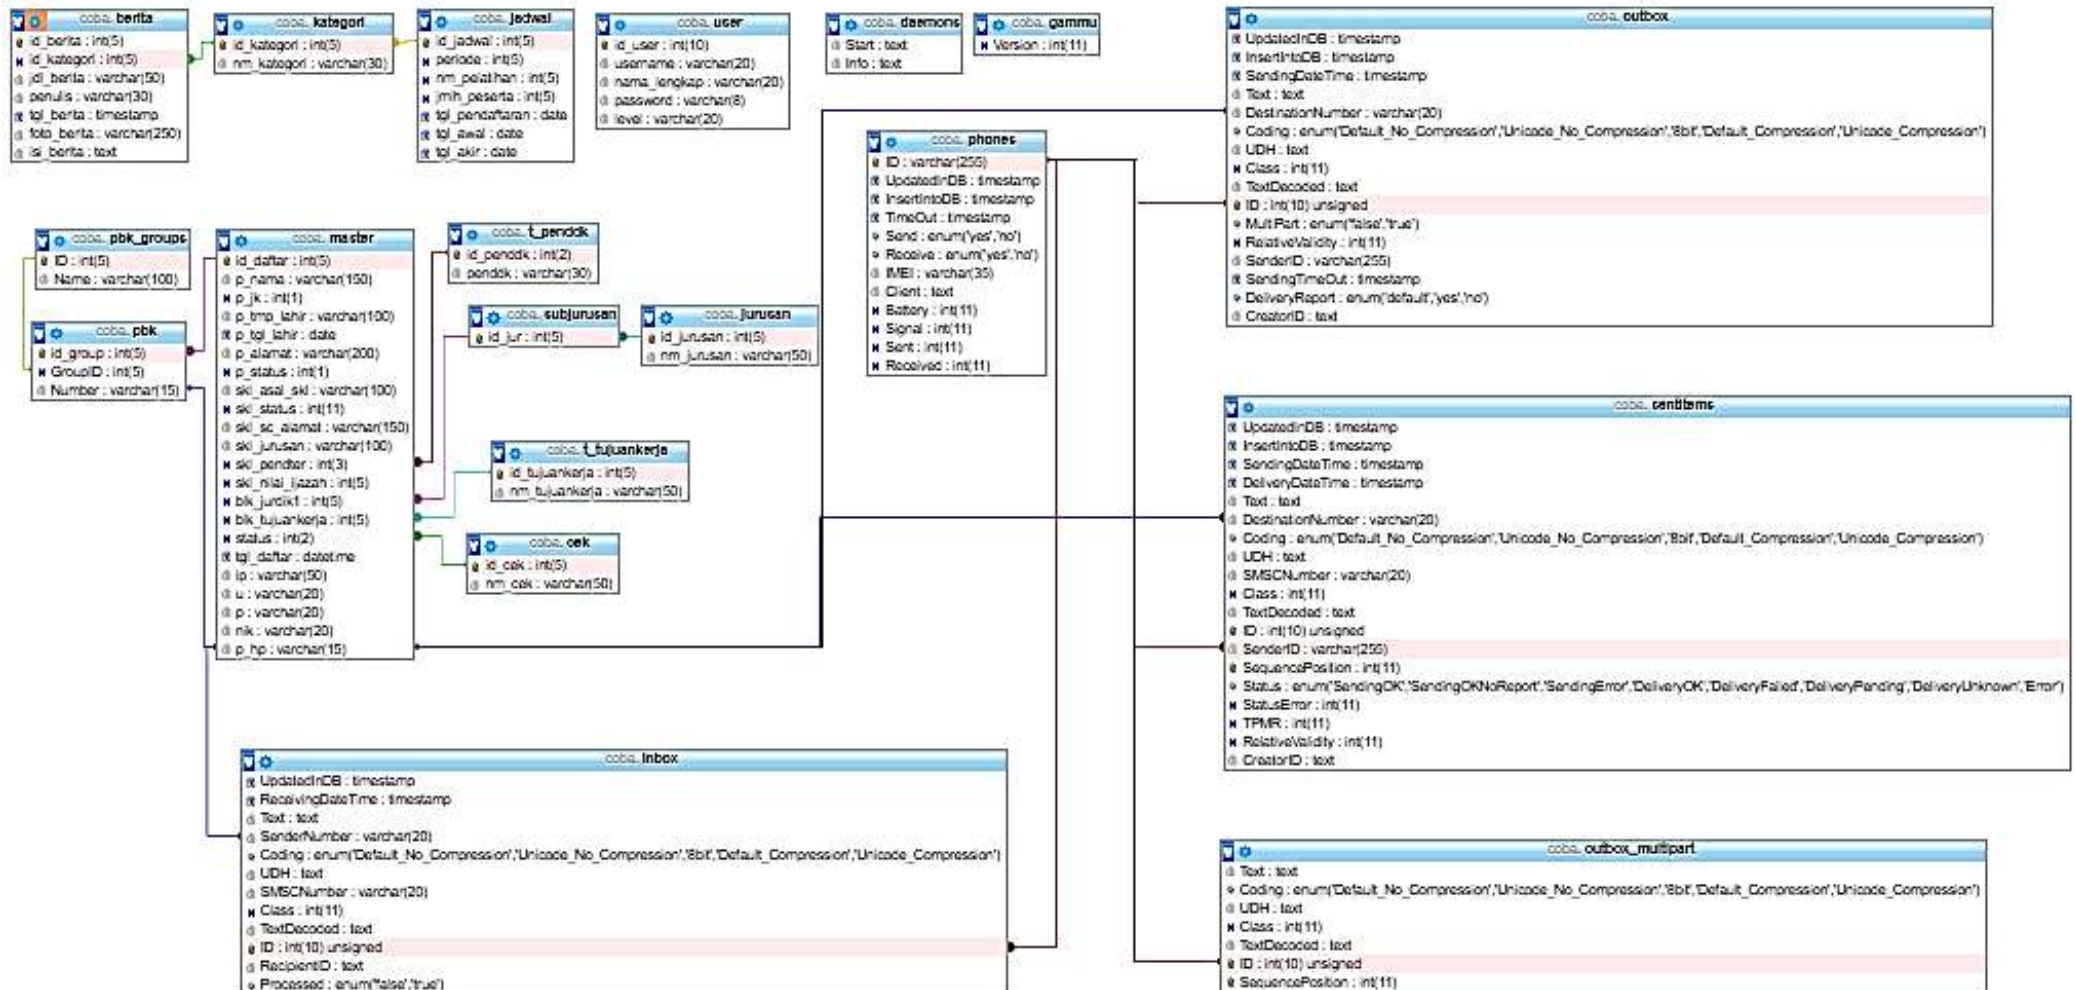 coba. berita
id_berita : int(5)
id_kategori : int(5)
jdl_berita : varchar(50)
penulis : varchar(30)
tgl_berita : timestamp
foto_berita : varchar(250)
isi_berita : text
coba. kategori
id_kategori : int(5)
nm_kategori : varchar(30)
coba. jadwal
id_jadwal : int(5)
periode : int(5)
nm_pelatihan : int(5)
jmlh_peserta : int(5)
tgl_pendaftaran : date
tgl_awal : date
tgl_akir : date
coba. user
id_user : int(10)
username : varchar(20)
nama_lengkap : varchar(20)
password : varchar(8)
level : varchar(20)
coba. daemons
Start : text
Info : text
coba. gammu
Version : int(11)
coba. outbox
UpdatedInDB : timestamp
InsertIntoDB : timestamp
SendingDateTime : timestamp
Text : text
DestinationNumber : varchar(20)
Coding : enum('Default_No_Compression','Unicode_No_Compression','8bit','Default_Compression','Unicode_Compression')
UDH : text
Class : int(11)
TextDecoded : text
ID : int(10) unsigned
MultiPart : enum('false','true')
RelativeValidity : int(11)
SenderID : varchar(255)
SendingTimeOut : timestamp
DeliveryReport : enum('default','yes','no')
CreatorID : text
coba. phones
ID : varchar(255)
UpdatedInDB : timestamp
InsertIntoDB : timestamp
TimeOut : timestamp
Send : enum('yes','no')
Receive : enum('yes','no')
IMEI : varchar(35)
Client : text
Battery : int(11)
Signal : int(11)
Sent : int(11)
Received : int(11)
coba. pbk_groups
ID : int(5)
Name : varchar(100)
coba. pbk
id_group : int(5)
GroupID : int(5)
Number : varchar(15)
coba. master
id_daftar : int(5)
p_nama : varchar(150)
p_jk : int(1)
p_tmp_lahir : varchar(100)
p_tgl_lahir : date
p_alamat : varchar(200)
p_status : int(1)
skl_asal_skl : varchar(100)
skl_status : int(11)
skl_sc_alamat : varchar(150)
skl_jurusan : varchar(100)
skl_pendter : int(3)
skl_nilai_ijazah : int(5)
blk_jurdik1 : int(5)
blk_tujuankerja : int(5)
status : int(2)
tgl_daftar : datetime
ip : varchar(50)
u : varchar(20)
p : varchar(20)
nik : varchar(20)
p_hp : varchar(15)
coba. t_penddk
id_penddk : int(2)
penddk : varchar(30)
coba. subjurusan
id_jur : int(5)
coba. jurusan
id_jurusan : int(5)
nm_jurusan : varchar(50)
coba. t_tujuankerja
id_tujuankerja : int(5)
nm_tujuankerja : varchar(50)
coba. cek
id_cek : int(5)
nm_cek : varchar(50)
coba. sentitems
UpdatedInDB : timestamp
InsertIntoDB : timestamp
SendingDateTime : timestamp
DeliveryDateTime : timestamp
Text : text
DestinationNumber : varchar(20)
Coding : enum('Default_No_Compression','Unicode_No_Compression','8bit','Default_Compression','Unicode_Compression')
UDH : text
SMSCNumber : varchar(20)
Class : int(11)
TextDecoded : text
ID : int(10) unsigned
SenderID : varchar(255)
SequencePosition : int(11)
Status : enum('SendingOK','SendingOKNoReport','SendingError','DeliveryOK','DeliveryFailed','DeliveryPending','DeliveryUnknown','Error')
StatusError : int(11)
TPMR : int(11)
RelativeValidity : int(11)
CreatorID : text
coba. inbox
UpdatedInDB : timestamp
ReceivingDateTime : timestamp
Text : text
SenderNumber : varchar(20)
Coding : enum('Default_No_Compression','Unicode_No_Compression','8bit','Default_Compression','Unicode_Compression')
UDH : text
SMSCNumber : varchar(20)
Class : int(11)
TextDecoded : text
ID : int(10) unsigned
RecipientID : text
Processed : enum('false','true')
coba. outbox_multipart
Text : text
Coding : enum('Default_No_Compression','Unicode_No_Compression','8bit','Default_Compression','Unicode_Compression')
UDH : text
Class : int(11)
TextDecoded : text
ID : int(10) unsigned
SequencePosition : int(11)